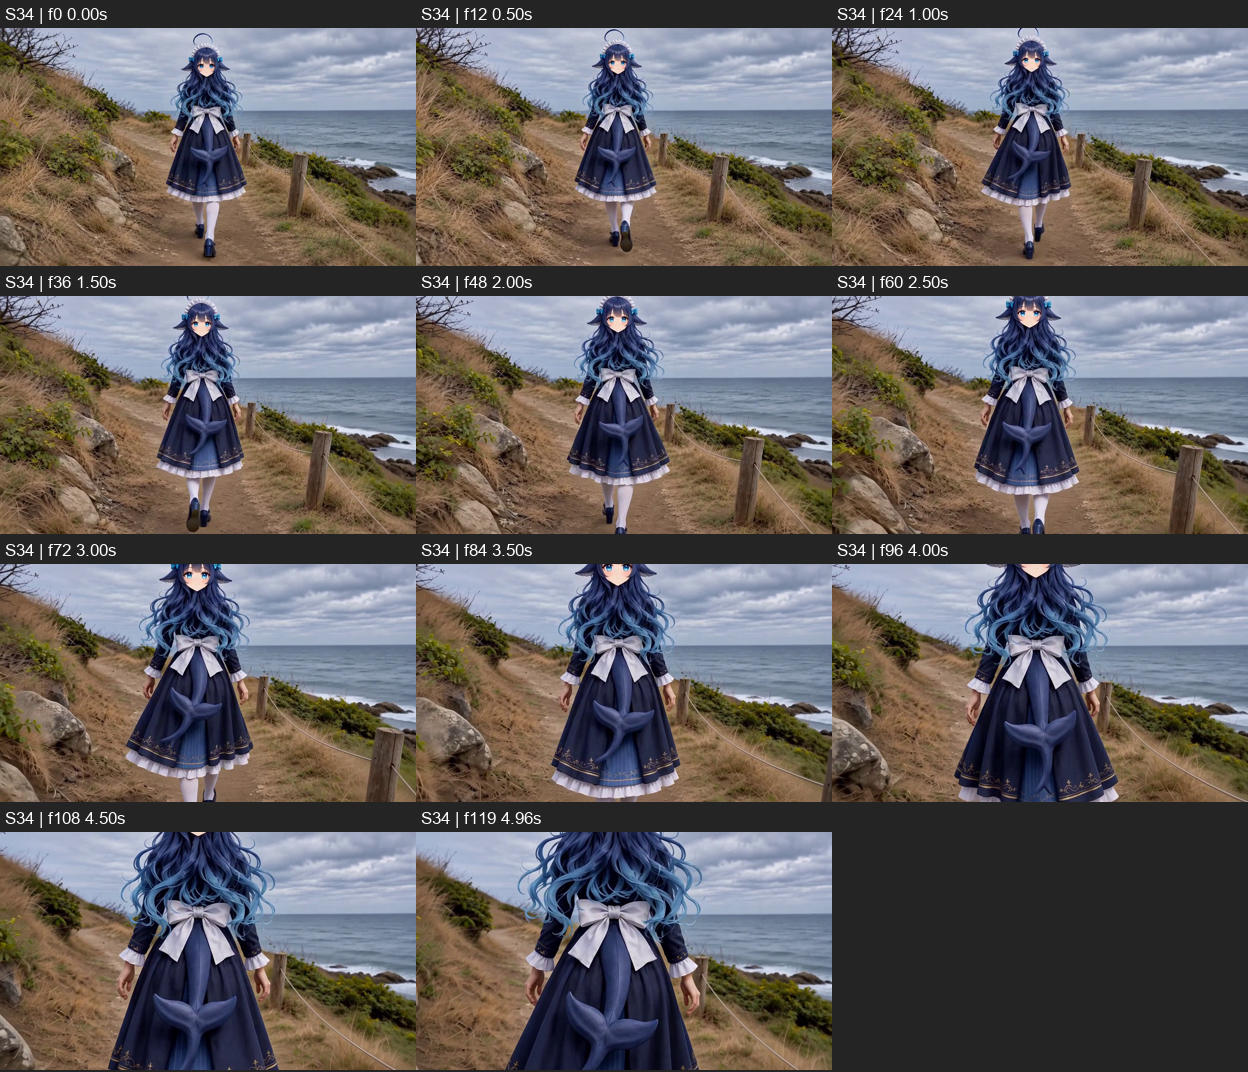 S34 | f0 0.00s
S34 | f12 0.50s
S34 | f24 1.00s
S34 | f36 1.50s
S34 | f48 2.00s
S34 | f60 2.50s
S34 | f72 3.00s
S34 | f84 3.50s
S34 | f96 4.00s
S34 | f108 4.50s
S34 | f119 4.96s